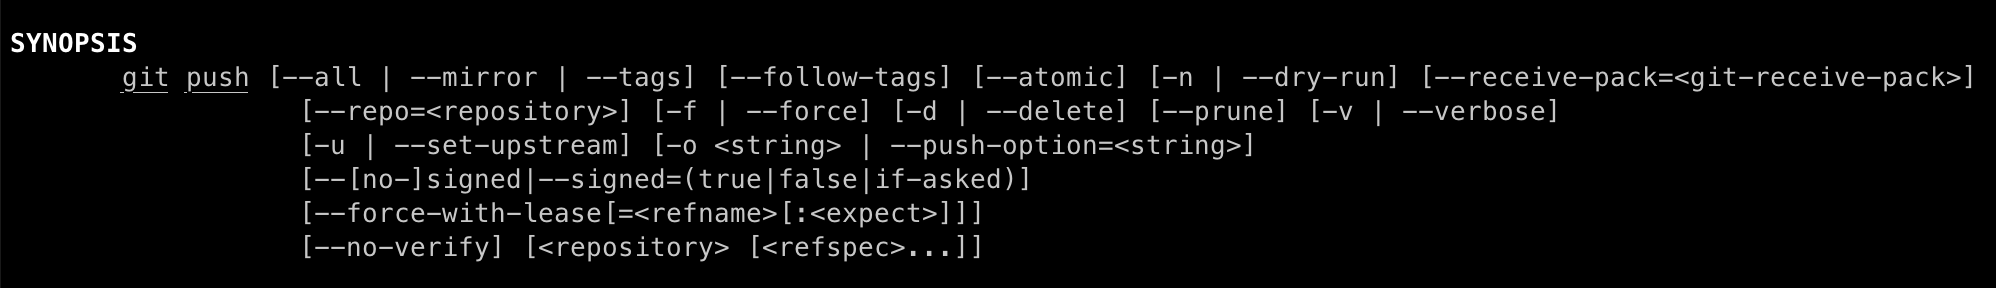 SYNOPSIS
git push [--all | --mirror | --tags] [--follow-tags] [--atomic] [-n | --dry-run] [--receive-pack=<git-receive-pack>]
[--repo=<repository>] [-f | --force] [-d | --delete] [--prune] [-v | --verbose]
[-u | --set-upstream] [-o <string> | --push-option=<string>]
[--[no-]signed|--signed=(true|false|if-asked)]
[--force-with-lease[=<refname>[:<expect>]]]
[--no-verify] [<repository> [<refspec>...]]